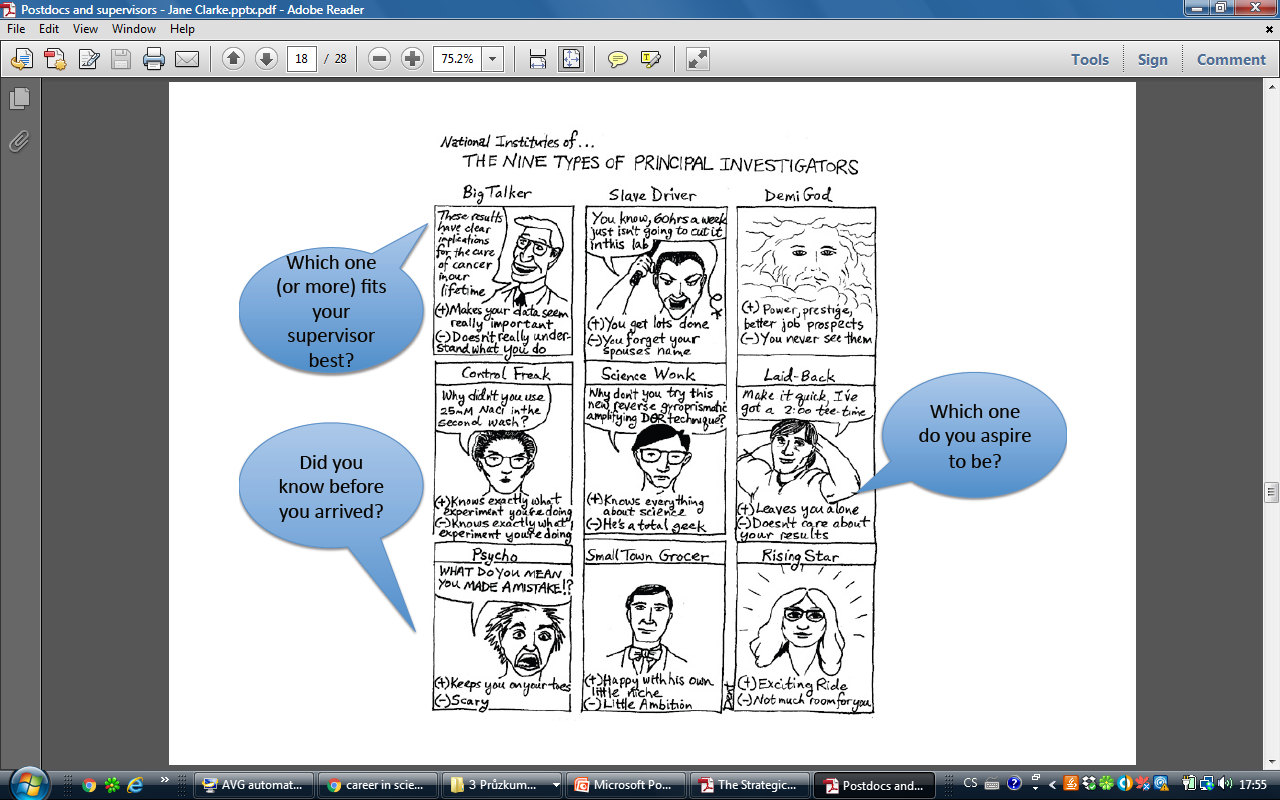 Postdocs and supervisors - Jane Clarke.pptx.pdf - Adobe Reader
File Edit View Window Help
18 / 28 75.2% Tools Sign Comment
National Institutes of...
THE NINE TYPES OF PRINCIPAL INVESTIGATORS
Big Talker
These results
have clear
implications
for the cure
of cancer
in our
lifetime
(+) Makes your data seem
really important
(-) Doesn't really under-
stand what you do
Slave Driver
You know, 60hrs a week
just isn't going to cut it
in this lab
(+) You get lots done
(-) You forget your
spouses name
Demi God
(+) Power, prestige,
better job prospects
(-) You never see them
Control Freak
Why didn't you use
25mM NaCl in the
second wash?
(+) Knows exactly what
experiment you're doing
(-) Knows exactly what
experiment you're doing
Science Wonk
Why don't you try this
new reverse gyroprismatic
amplifying DOR technique?
(+) Knows everything
about science
(-) He's a total geek
Laid-Back
Make it quick, I've
got a 2:00 tee-time
(+) Leaves you alone
(-) Doesn't care about
your results
Psycho
WHAT DO YOU MEAN
YOU MADE A MISTAKE!?
(+) Keeps you on your toes
(-) Scary
Small Town Grocer
(+) Happy with his own
little niche
(-) Little Ambition
Rising Star
(+) Exciting Ride
(-) Not much room for you
Which one
(or more) fits
your
supervisor
best?
Did you
know before
you arrived?
Which one
do you aspire
to be?
AVG automat... career in scie... 3 Průzkum... Microsoft Po... The Strategic... Postdocs and... CS 17:55